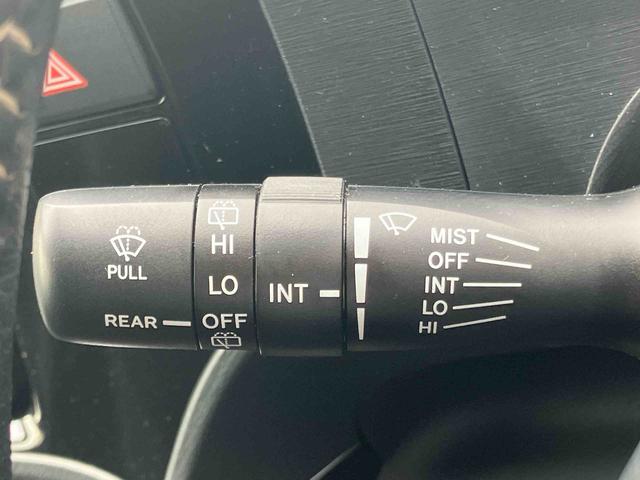 PULL
REAR
HI
LO
OFF
INT
MIST
OFF
INT
LO
HI